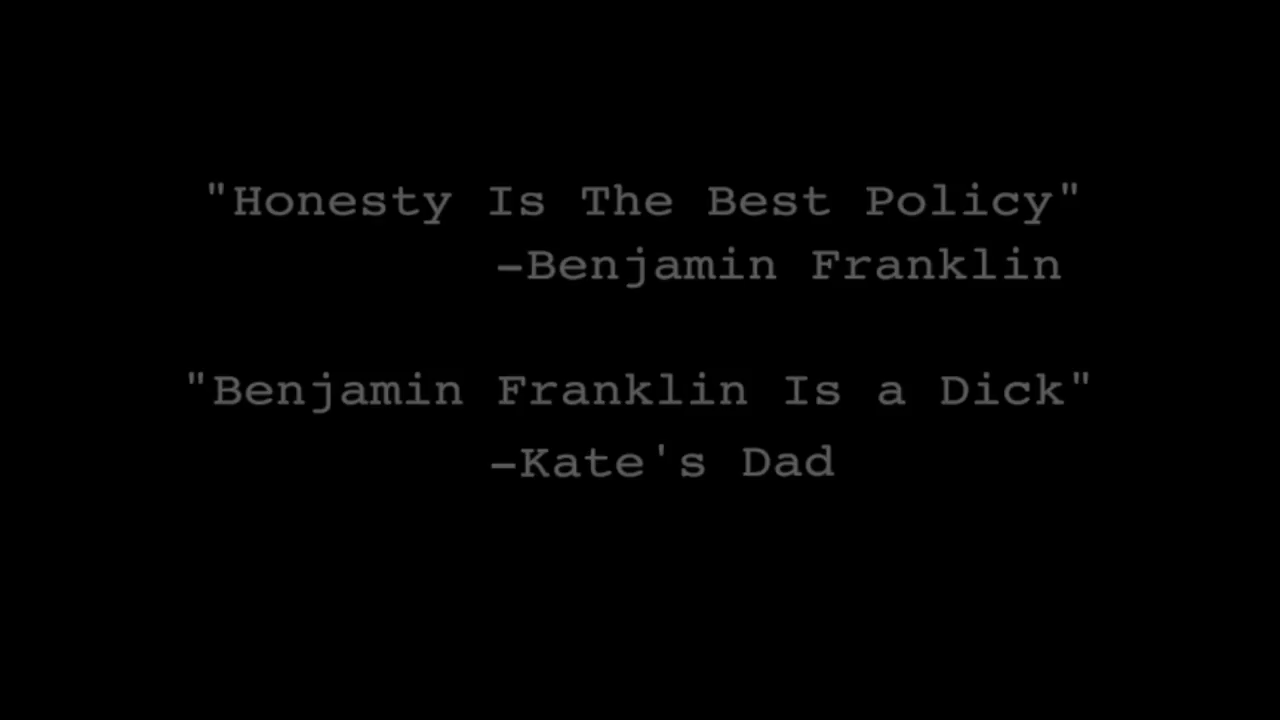 "Honesty Is The Best Policy"
-Benjamin Franklin
"Benjamin Franklin Is a Dick"
-Kate's Dad